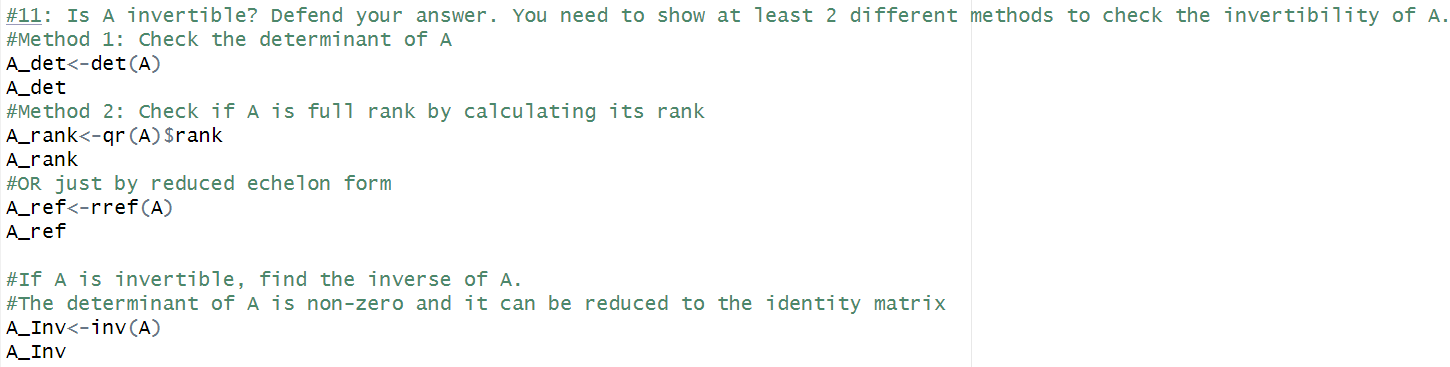 #11: Is A invertible? Defend your answer. You need to show at least 2 different methods to check the invertibility of A.
#Method 1: Check the determinant of A
A_det<-det(A)
A_det
#Method 2: Check if A is full rank by calculating its rank
A_rank<-qr(A)$rank
A_rank
#OR just by reduced echelon form
A_ref<-rref(A)
A_ref
#If A is invertible, find the inverse of A.
#The determinant of A is non-zero and it can be reduced to the identity matrix
A_Inv<-inv(A)
A_Inv